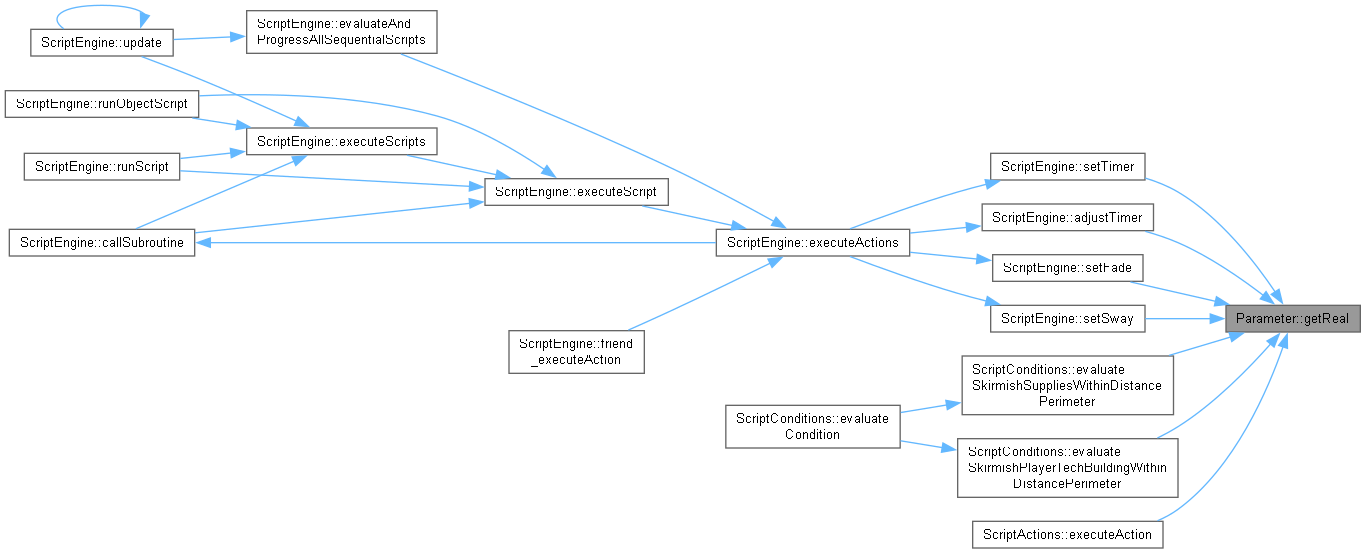 ScriptEngine::update
ScriptEngine::evaluateAnd
ProgressAllSequentialScripts
ScriptEngine::runObjectScript
ScriptEngine::executeScripts
ScriptEngine::runScript
ScriptEngine::executeScript
ScriptEngine::callSubroutine
ScriptEngine::executeActions
ScriptEngine::friend
_executeAction
ScriptEngine::setTimer
ScriptEngine::adjustTimer
ScriptEngine::setFade
ScriptEngine::setSway
Parameter::getReal
ScriptConditions::evaluate
SkirmishSuppliesWithinDistance
Perimeter
ScriptConditions::evaluate
Condition
ScriptConditions::evaluate
SkirmishPlayerTechBuildingWithin
DistancePerimeter
ScriptActions::executeAction